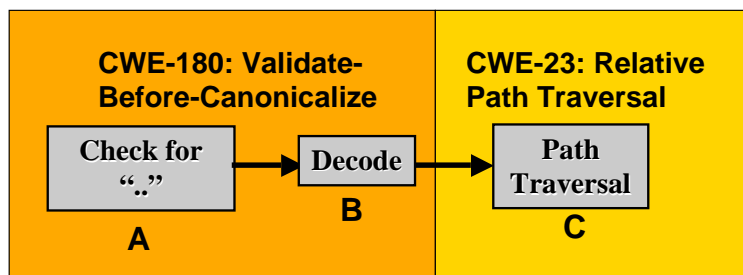 CWE-180: Validate-
Before-Canonicalize
CWE-23: Relative
Path Traversal
Check for
“..”
Decode
Path
Traversal
A
B
C